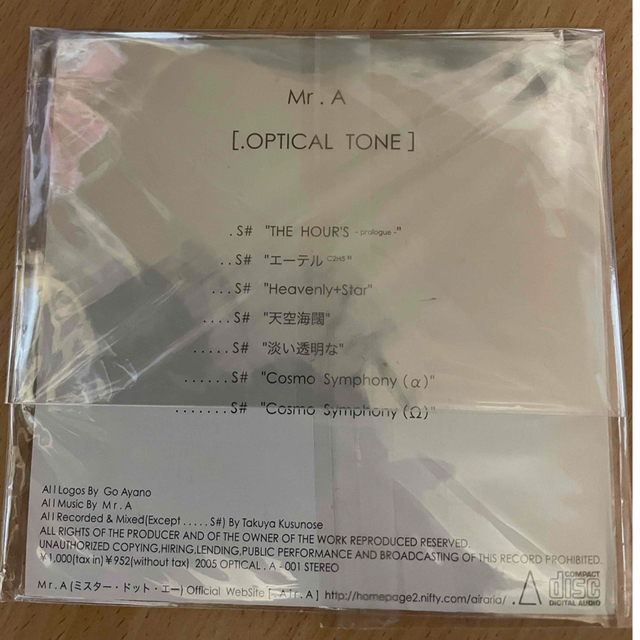 Mr . A
[.OPTICAL TONE]
. S# "THE HOUR'S - prologue -"
. . S# "エーテル C2H5"
. . . S# "Heavenly+Star"
. . . . S# "天空海闊"
. . . . . S# "淡い透明な"
. . . . . . S# "Cosmo Symphony (α)"
. . . . . . . S# "Cosmo Symphony (Ω)"
All Logos By Go Ayano
All Music By Mr . A
All Recorded & Mixed(Except . . . . . S#) By Takuya Kusunose
ALL RIGHTS OF THE PRODUCER AND OF THE OWNER OF THE WORK REPRODUCED RESERVED.
UNAUTHORIZED COPYING,HIRING,LENDING,PUBLIC PERFORMANCE AND BROADCASTING OF THIS RECORD PROHIBITED.
¥1,000(tax in) ¥952(without tax) 2005 OPTICAL . A - 001 STEREO
Mr . A (ミスター・ドット・エー) Official WebSite [ . A i r . A ] http://homepage2.nifty.com/airaria/
. A
COMPACT
disc
DIGITAL AUDIO